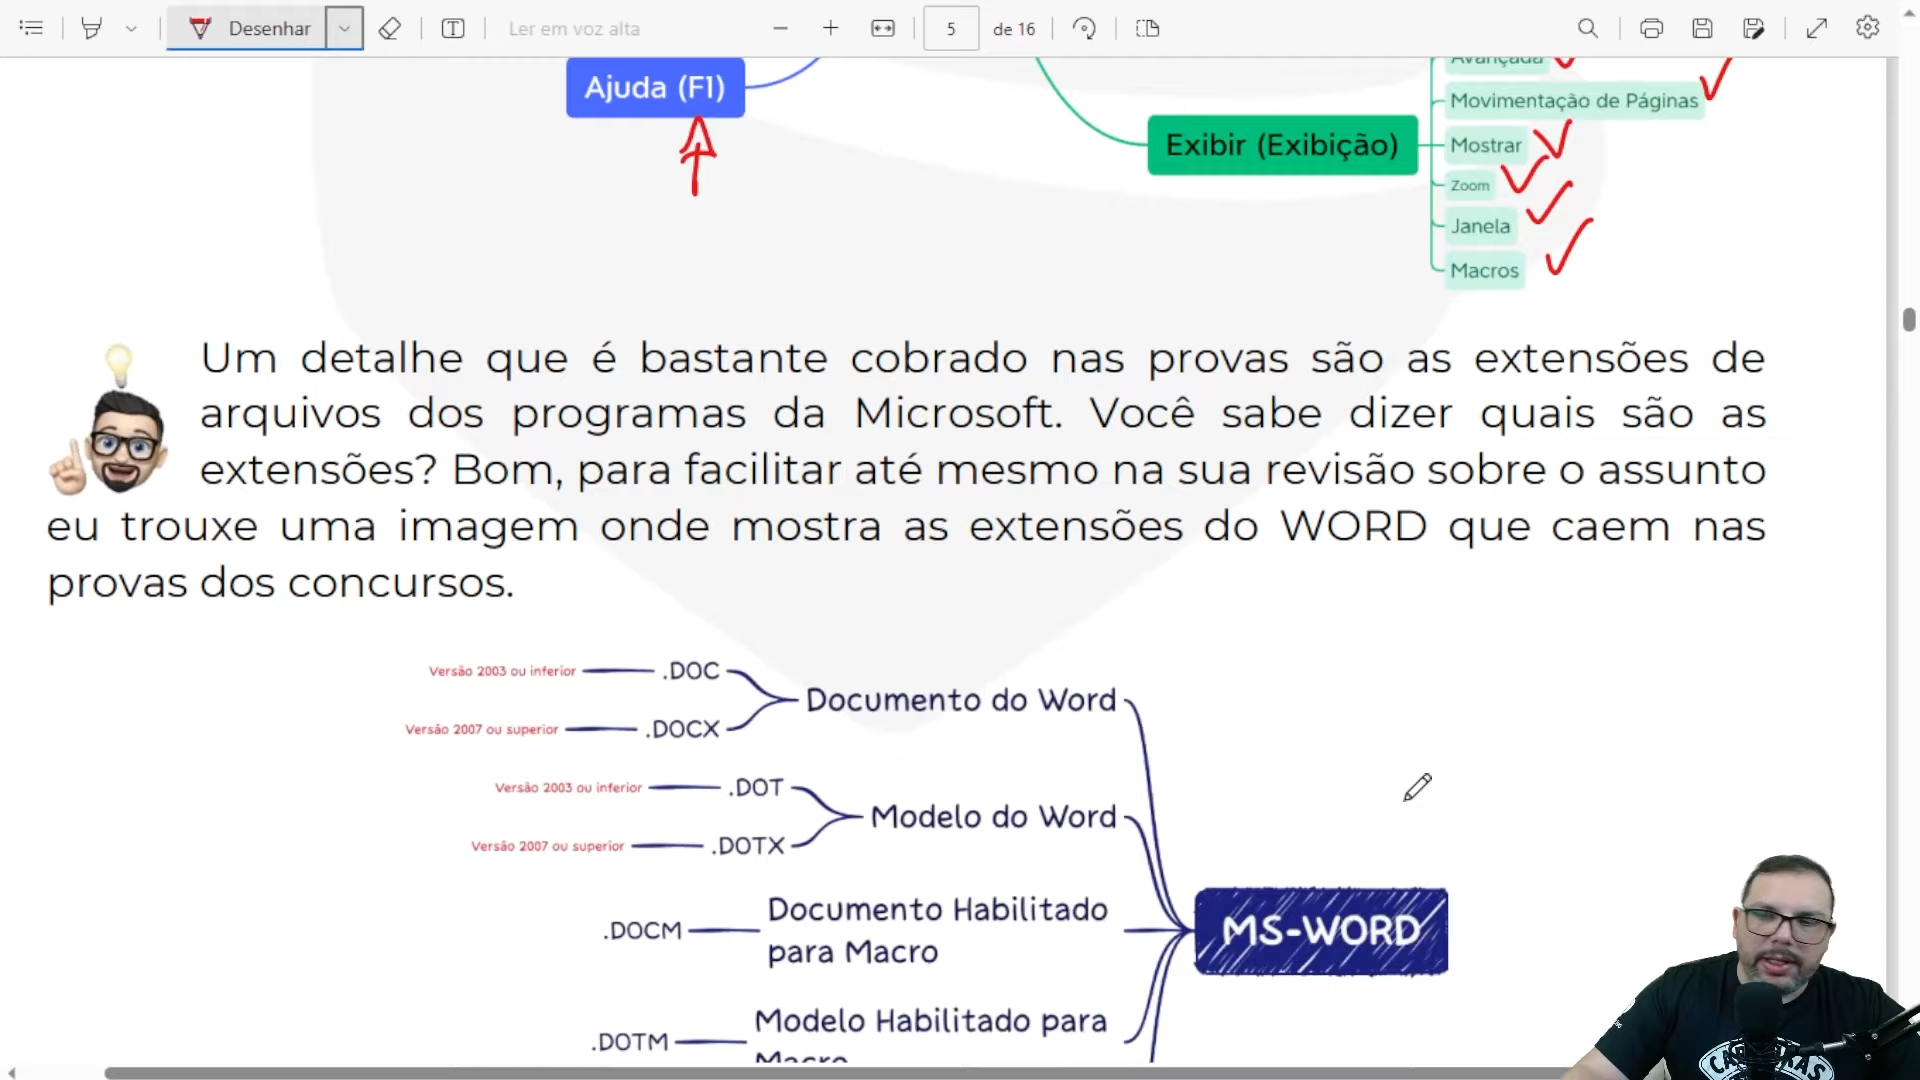 Desenhar
Ler em voz alta
5
de 16
Ajuda (F1)
Exibir (Exibição)
Avançada
Movimentação de Páginas
Mostrar
Zoom
Janela
Macros
Um detalhe que é bastante cobrado nas provas são as extensões de
arquivos dos programas da Microsoft. Você sabe dizer quais são as
extensões? Bom, para facilitar até mesmo na sua revisão sobre o assunto
eu trouxe uma imagem onde mostra as extensões do WORD que caem nas
provas dos concursos.
Versão 2003 ou inferior .DOC
Documento do Word
Versão 2007 ou superior .DOCX
Versão 2003 ou inferior .DOT
Modelo do Word
Versão 2007 ou superior .DOTX
Documento Habilitado
.DOCM
para Macro
MS-WORD
Modelo Habilitado para
.DOTM
Macro